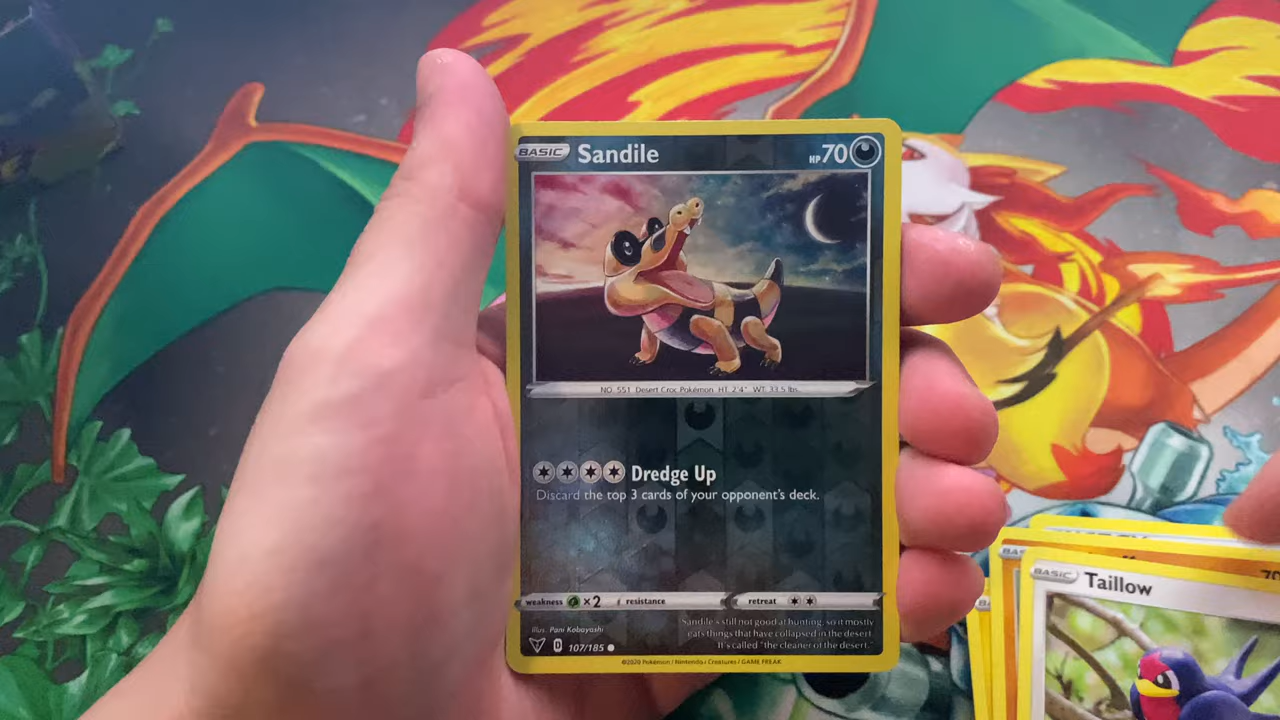 BASIC Sandile HP 70
NO. 551 Desert Croc Pokémon HT: 2'4" WT: 33.5 lbs.
Dredge Up
Discard the top 3 cards of your opponent's deck.
weakness ×2 resistance retreat
Sandile's still not good at hunting, so it mostly
eats things that have collapsed in the desert.
It's called "the cleaner of the desert."
Illus. Pani Kobayashi
D 107/185
©2020 Pokémon / Nintendo / Creatures / GAME FREAK
70
BASIC Taillow